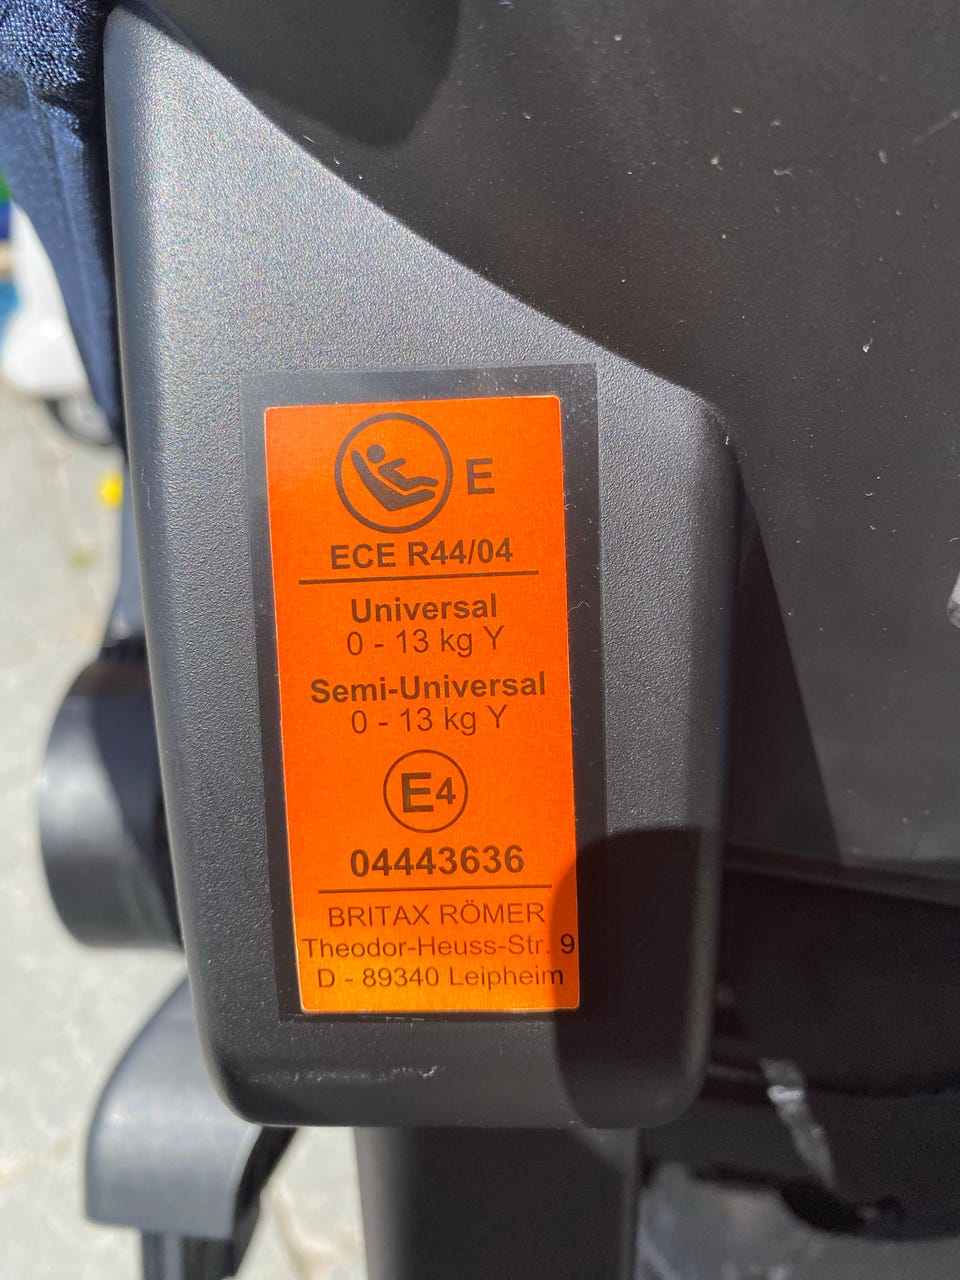 E
ECE R44/04
Universal
0 - 13 kg Y
Semi-Universal
0 - 13 kg Y
E4
04443636
BRITAX RÖMER
Theodor-Heuss-Str. 9
D - 89340 Leipheim